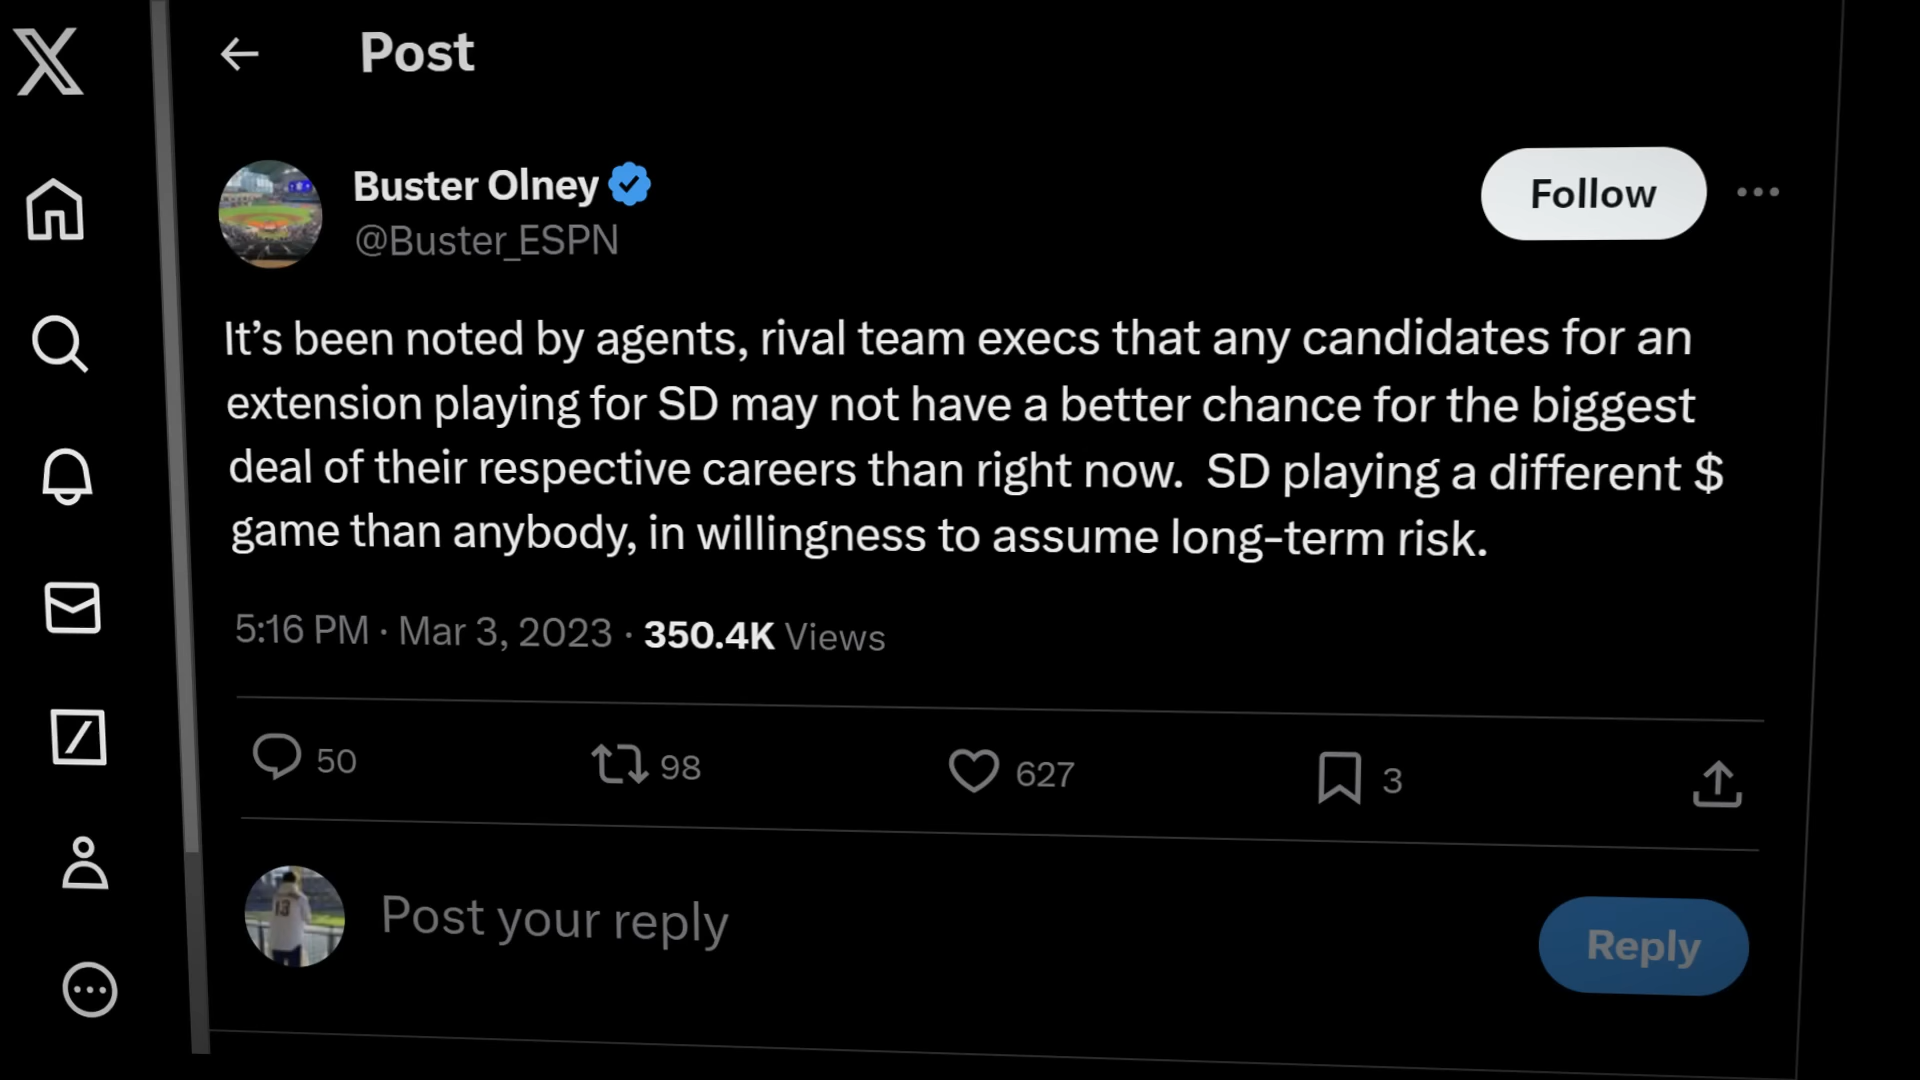 Post
Buster Olney
Follow
@Buster_ESPN
It’s been noted by agents, rival team execs that any candidates for an
extension playing for SD may not have a better chance for the biggest
deal of their respective careers than right now.  SD playing a different $
game than anybody, in willingness to assume long-term risk.
5:16 PM · Mar 3, 2023 · 350.4K Views
50 98 627 3
13
Post your reply
Reply